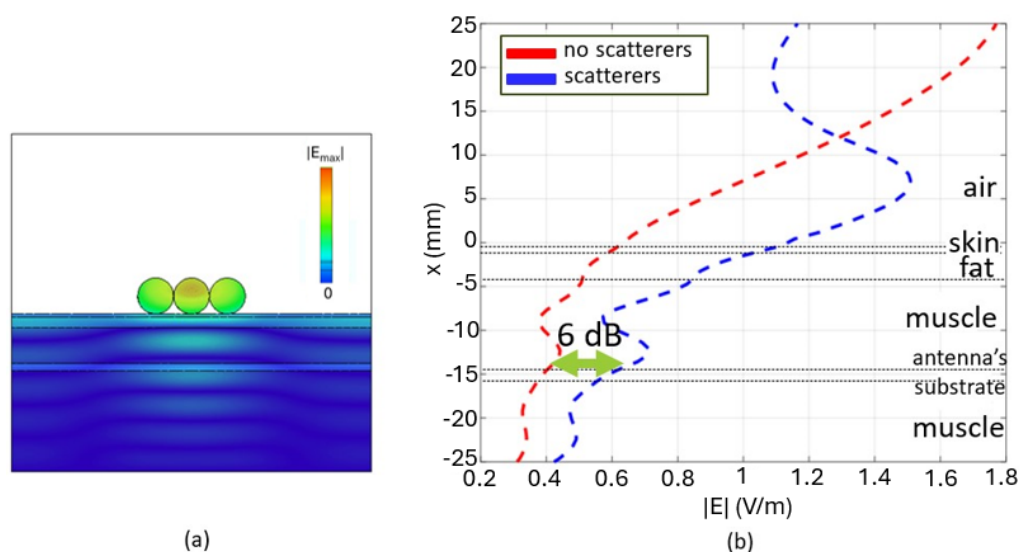 |Eₘₐₓ|
0
(a)
25
20
15
10
5
0
-5
-10
-15
-20
-25
x (mm)
no scatterers
scatterers
air
skin
fat
muscle
6 dB
antenna's
substrate
muscle
0.2 0.4 0.6 0.8 1 1.2 1.4 1.6 1.8
|E| (V/m)
(b)